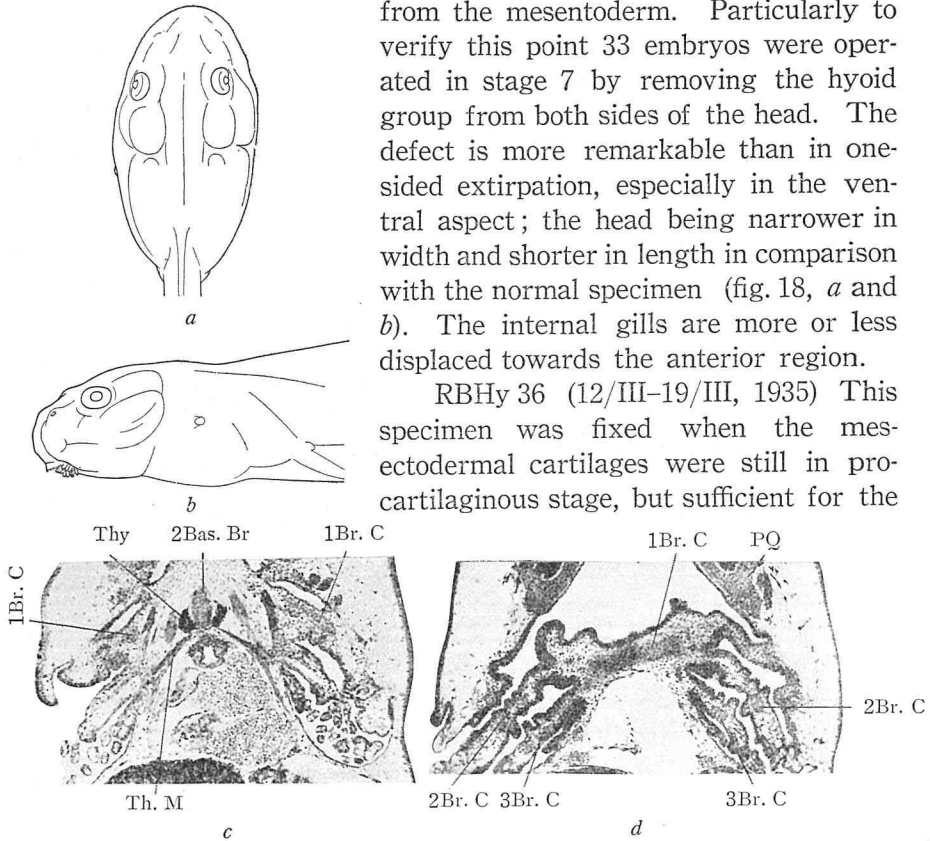 from the mesentoderm. Particularly to
verify this point 33 embryos were oper-
ated in stage 7 by removing the hyoid
group from both sides of the head. The
defect is more remarkable than in one-
sided extirpation, especially in the ven-
tral aspect; the head being narrower in
width and shorter in length in comparison
with the normal specimen (fig. 18, a and
b). The internal gills are more or less
displaced towards the anterior region.
RBHy 36 (12/III–19/III, 1935) This
specimen was fixed when the mes-
ectodermal cartilages were still in pro-
cartilaginous stage, but sufficient for the
a
b
Thy 2Bas. Br 1Br. C
1Br. C
Th. M
c
1Br. C PQ
2Br. C
2Br. C 3Br. C 3Br. C
d